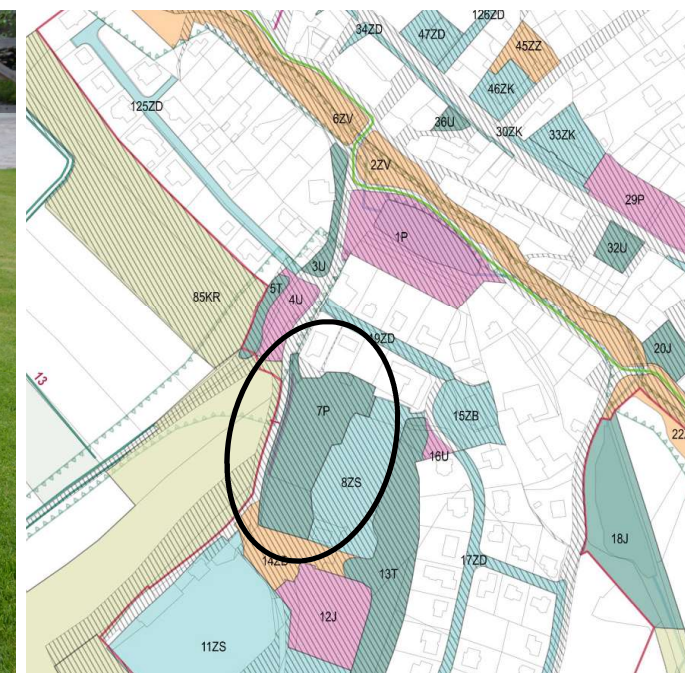 34ZD
47ZD
126ZD
45ZZ
46ZK
125ZD
6ZV
36U
30ZK
33ZK
2ZV
29P
1P
32U
3U
5T
4U
85KR
19ZD
20J
13
7P
15ZB
16U
22
8ZS
18J
14ZB
13T
17ZD
12J
11ZS